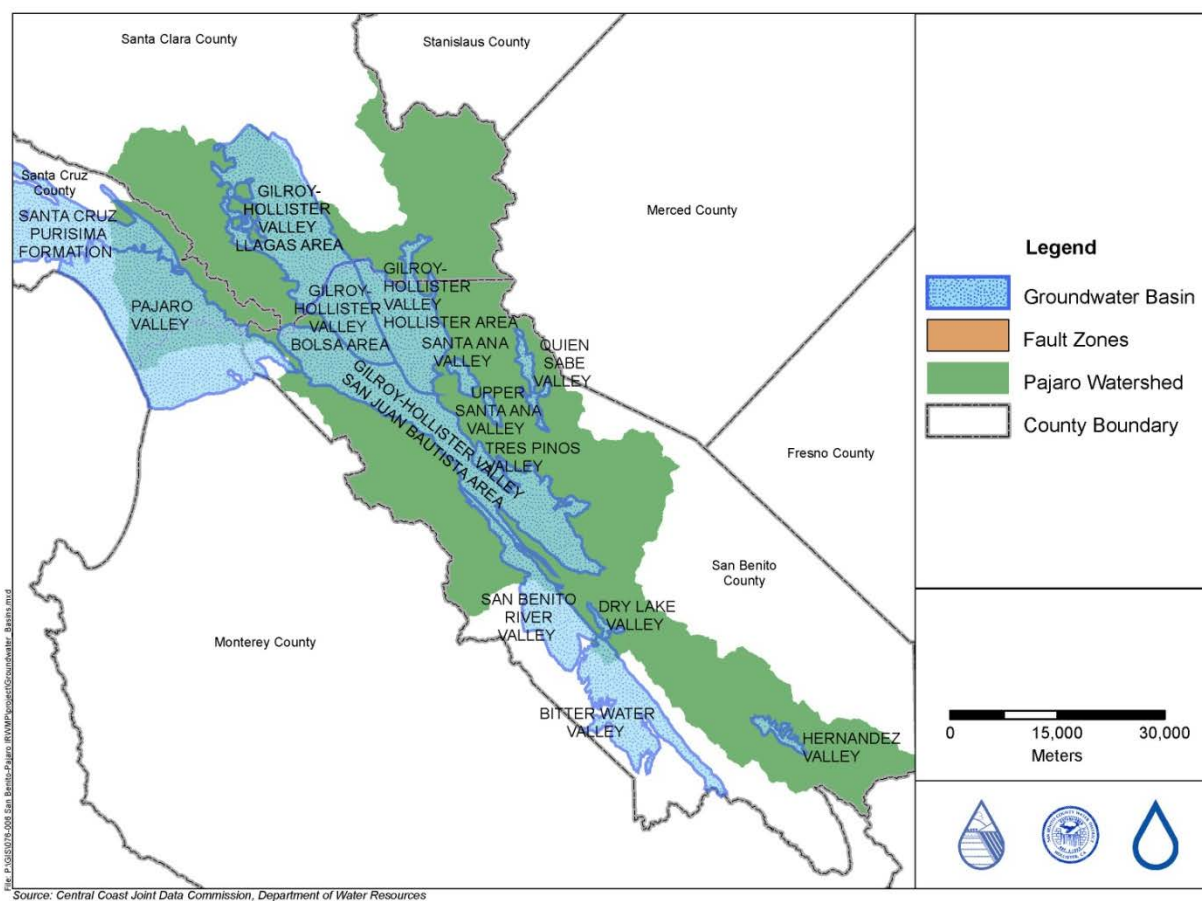 Santa Clara County
Stanislaus County
Merced County
Fresno County
San Benito
County
Monterey County
Santa Cruz
County
SANTA CRUZ
PURISIMA
FORMATION
PAJARO
VALLEY
GILROY-
HOLLISTER
VALLEY
LLAGAS AREA
GILROY-
HOLLISTER
VALLEY
BOLSA AREA
GILROY-
HOLLISTER
VALLEY
HOLLISTER AREA
SANTA ANA
VALLEY
QUIEN
SABE
VALLEY
UPPER
SANTA ANA
VALLEY
TRES PINOS
VALLEY
GILROY-HOLLISTER VALLEY
SAN JUAN BAUTISTA AREA
SAN BENITO
RIVER
VALLEY
DRY LAKE
VALLEY
BITTER WATER
VALLEY
HERNANDEZ
VALLEY
Legend
Groundwater Basin
Fault Zones
Pajaro Watershed
County Boundary
0 15,000 30,000
Meters
Source: Central Coast Joint Data Commission, Department of Water Resources